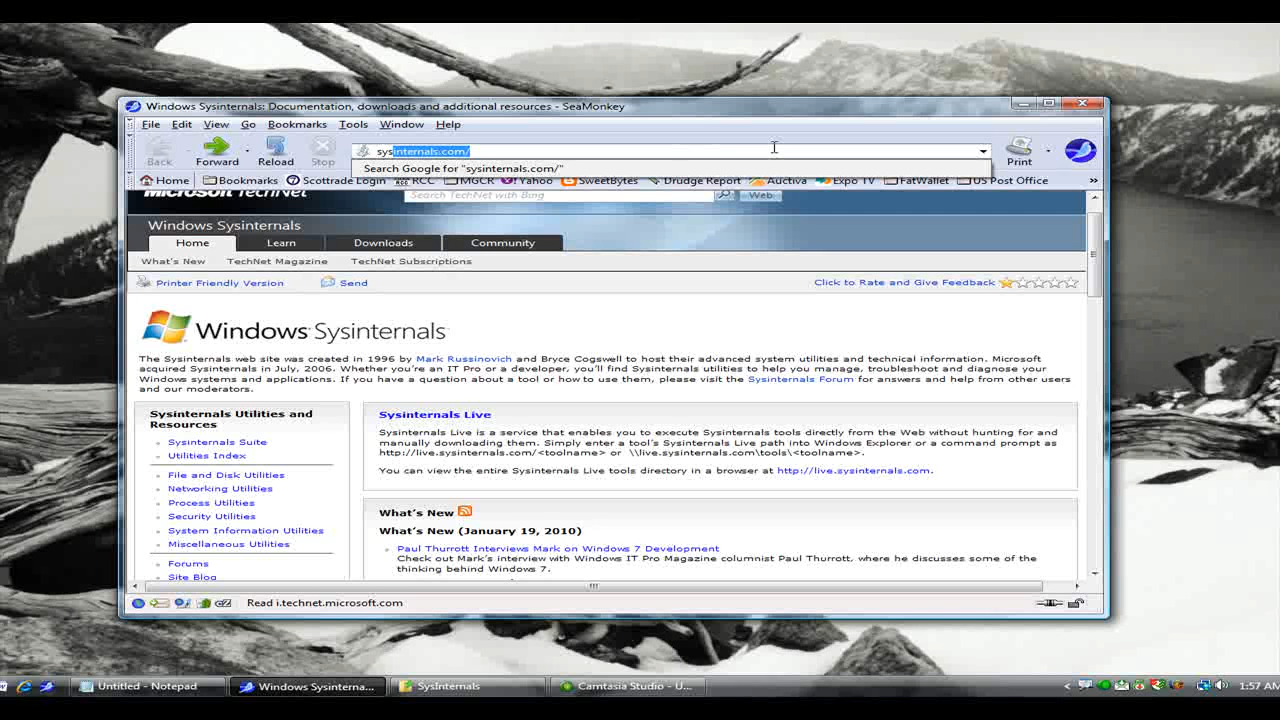 Windows Sysinternals: Documentation, downloads and additional resources - SeaMonkey
File Edit View Go Bookmarks Tools Window Help
sysinternals.com/
Back Forward Reload Stop Print
Search Google for "sysinternals.com/"
Home Bookmarks Scottrade Login RCC MGCR Yahoo SweetBytes Drudge Report Auctiva Expo TV FatWallet US Post Office »
Microsoft TechNet Search TechNet with Bing Web
Windows Sysinternals
Home Learn Downloads Community
What's New TechNet Magazine TechNet Subscriptions
Printer Friendly Version Send Click to Rate and Give Feedback
Windows Sysinternals
The Sysinternals web site was created in 1996 by Mark Russinovich and Bryce Cogswell to host their advanced system utilities and technical information. Microsoft
acquired Sysinternals in July, 2006. Whether you're an IT Pro or a developer, you'll find Sysinternals utilities to help you manage, troubleshoot and diagnose your
Windows systems and applications. If you have a question about a tool or how to use them, please visit the Sysinternals Forum for answers and help from other users
and our moderators.
Sysinternals Utilities and
Resources
Sysinternals Suite
Utilities Index
File and Disk Utilities
Networking Utilities
Process Utilities
Security Utilities
System Information Utilities
Miscellaneous Utilities
Forums
Site Blog
Sysinternals Live
Sysinternals Live is a service that enables you to execute Sysinternals tools directly from the Web without hunting for and
manually downloading them. Simply enter a tool's Sysinternals Live path into Windows Explorer or a command prompt as
http://live.sysinternals.com/<toolname> or \\live.sysinternals.com\tools\<toolname>.
You can view the entire Sysinternals Live tools directory in a browser at http://live.sysinternals.com.
What's New
What's New (January 19, 2010)
Paul Thurrott Interviews Mark on Windows 7 Development
Check out Mark's interview with Windows IT Pro Magazine columnist Paul Thurrott, where he discusses some of the
thinking behind Windows 7.
Read i.technet.microsoft.com
Untitled - Notepad Windows Sysinterna... SysInternals Camtasia Studio - U... < 1:57 AM